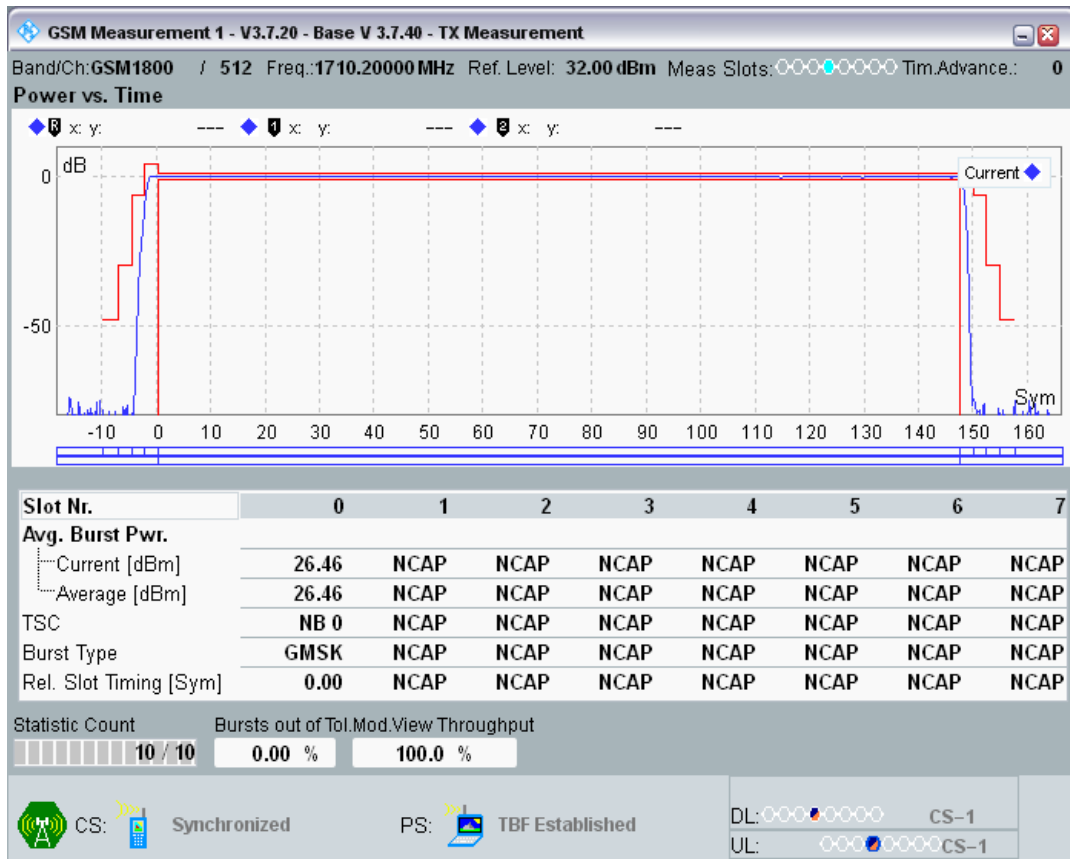 GSM Measurement 1 - V3.7.20 - Base V 3.7.40 - TX Measurement
Band/Ch:GSM1800 / 512 Freq.:1710.20000 MHz Ref. Level: 32.00 dBm Meas Slots: Tim.Advance.: 0
Power vs. Time
R x: y: --- 1 x: y: --- 2 x: y: ---
dB
Current
0
-50
Sym
-10 0 10 20 30 40 50 60 70 80 90 100 110 120 130 140 150 160
Slot Nr. 0 1 2 3 4 5 6 7
Avg. Burst Pwr.
Current [dBm] 26.46 NCAP NCAP NCAP NCAP NCAP NCAP NCAP
Average [dBm] 26.46 NCAP NCAP NCAP NCAP NCAP NCAP NCAP
TSC NB 0 NCAP NCAP NCAP NCAP NCAP NCAP NCAP
Burst Type GMSK NCAP NCAP NCAP NCAP NCAP NCAP NCAP
Rel. Slot Timing [Sym] 0.00 NCAP NCAP NCAP NCAP NCAP NCAP NCAP
Statistic Count Bursts out of Tol.Mod.View Throughput
10 / 10 0.00 % 100.0 %
CS: Synchronized PS: TBF Established
DL: CS-1
UL: CS-1